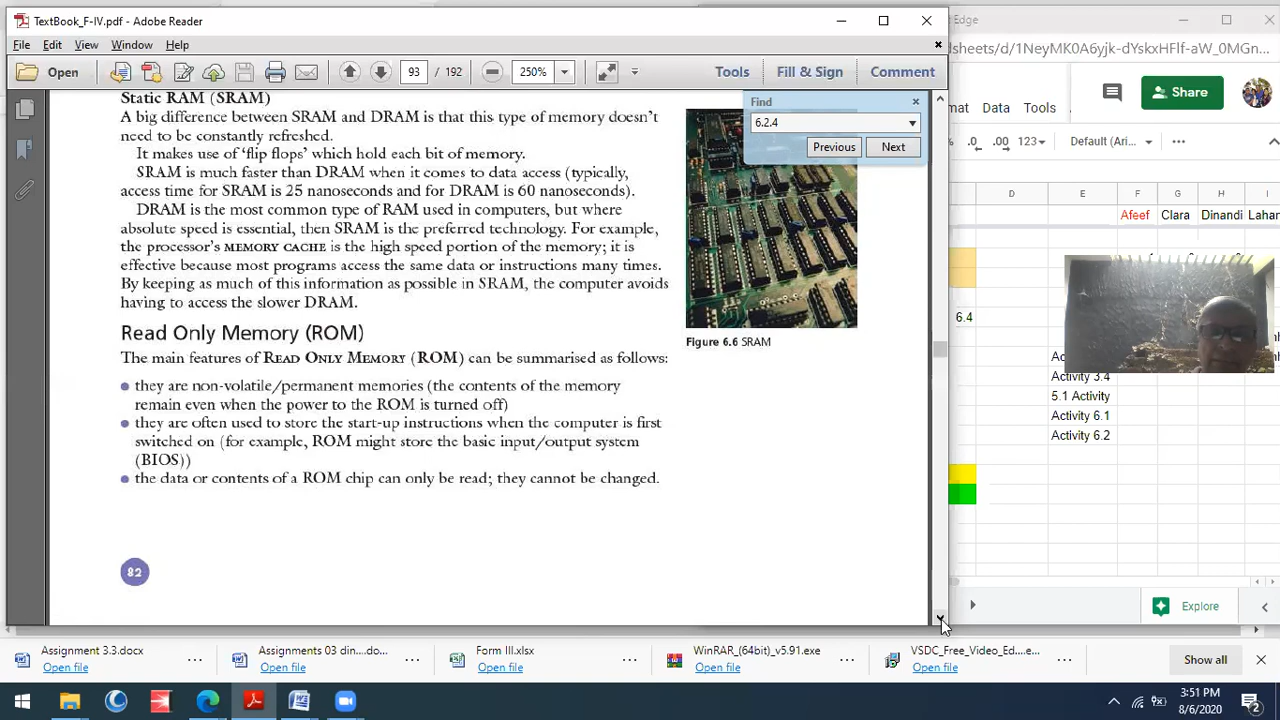 TextBook_F-IV.pdf - Adobe Reader
Edge
File Edit View Window Help
dsheets/d/1NeyMK0A6yjk-dYskxHFlf-aW_0MGn
Open 93 / 192 250% Tools Fill & Sign Comment
Share
mat Data Tools
.0 .00 123 Default (Ari...
Find
6.2.4
Previous Next
D E F G H I
Afeef Clara Dinandi Lahar
6.4
Activity 3.4
5.1 Activity
Activity 6.1
Activity 6.2
Explore
Static RAM (SRAM)
A big difference between SRAM and DRAM is that this type of memory doesn't
need to be constantly refreshed.
It makes use of 'flip flops' which hold each bit of memory.
SRAM is much faster than DRAM when it comes to data access (typically,
access time for SRAM is 25 nanoseconds and for DRAM is 60 nanoseconds).
DRAM is the most common type of RAM used in computers, but where
absolute speed is essential, then SRAM is the preferred technology. For example,
the processor's MEMORY CACHE is the high speed portion of the memory; it is
effective because most programs access the same data or instructions many times.
By keeping as much of this information as possible in SRAM, the computer avoids
having to access the slower DRAM.
Figure 6.6 SRAM
Read Only Memory (ROM)
The main features of READ ONLY MEMORY (ROM) can be summarised as follows:
they are non-volatile/permanent memories (the contents of the memory
remain even when the power to the ROM is turned off)
they are often used to store the start-up instructions when the computer is first
switched on (for example, ROM might store the basic input/output system
(BIOS))
the data or contents of a ROM chip can only be read; they cannot be changed.
82
Assignment 3.3.docx
Open file
Assignments 03 din....do...
Open file
Form III.xlsx
Open file
WinRAR_(64bit)_v5.91.exe
Open file
VSDC_Free_Video_Ed....e...
Open file
Show all
3:51 PM
8/6/2020
2